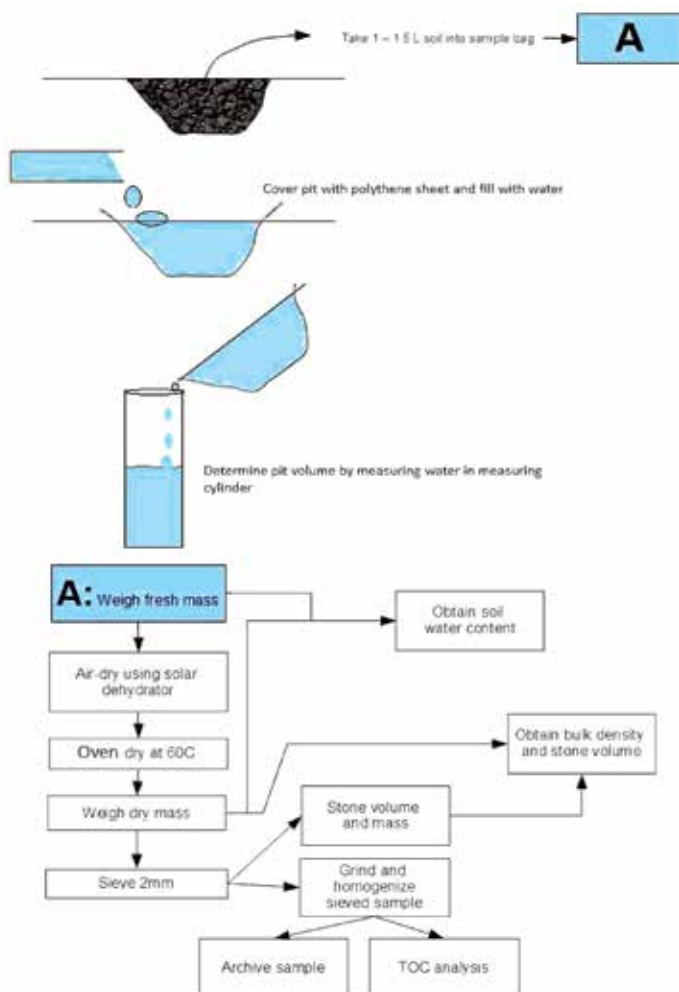 Take 1 – 1.5 L soil into sample bag
A
Cover pit with polythene sheet and fill with water
Determine pit volume by measuring water in measuring
cylinder
A: Weigh fresh mass
Obtain soil
water content
Air-dry using solar
dehydrator
Oven dry at 60C
Obtain bulk density
and stone volume
Weigh dry mass
Stone volume
and mass
Sieve 2mm
Grind and
homogenize
sieved sample
Archive sample
TOC analysis